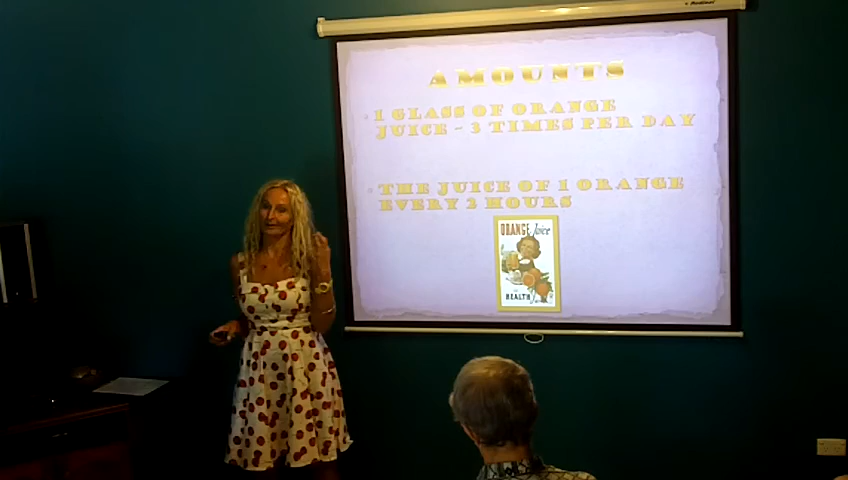 AMOUNTS
1 GLASS OF ORANGE
JUICE - 3 TIMES PER DAY
THE JUICE OF 1 ORANGE
EVERY 2 HOURS
ORANGE Juice
HEALTH